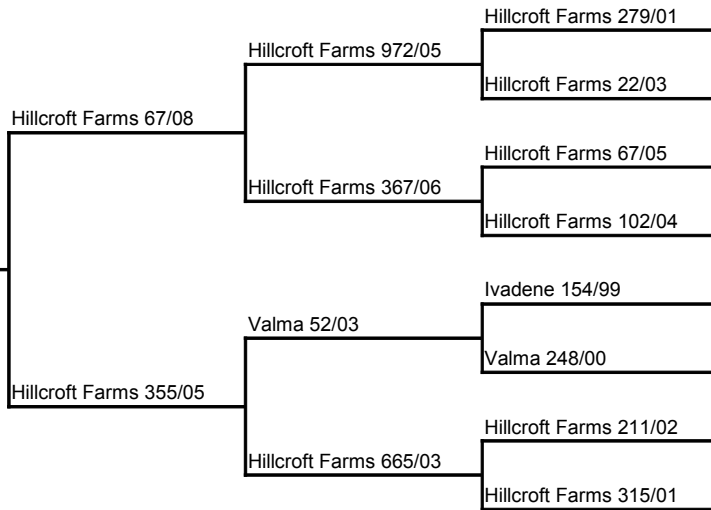 Hillcroft Farms 279/01
Hillcroft Farms 972/05
Hillcroft Farms 22/03
Hillcroft Farms 67/08
Hillcroft Farms 67/05
Hillcroft Farms 367/06
Hillcroft Farms 102/04
Ivadene 154/99
Valma 52/03
Valma 248/00
Hillcroft Farms 355/05
Hillcroft Farms 211/02
Hillcroft Farms 665/03
Hillcroft Farms 315/01